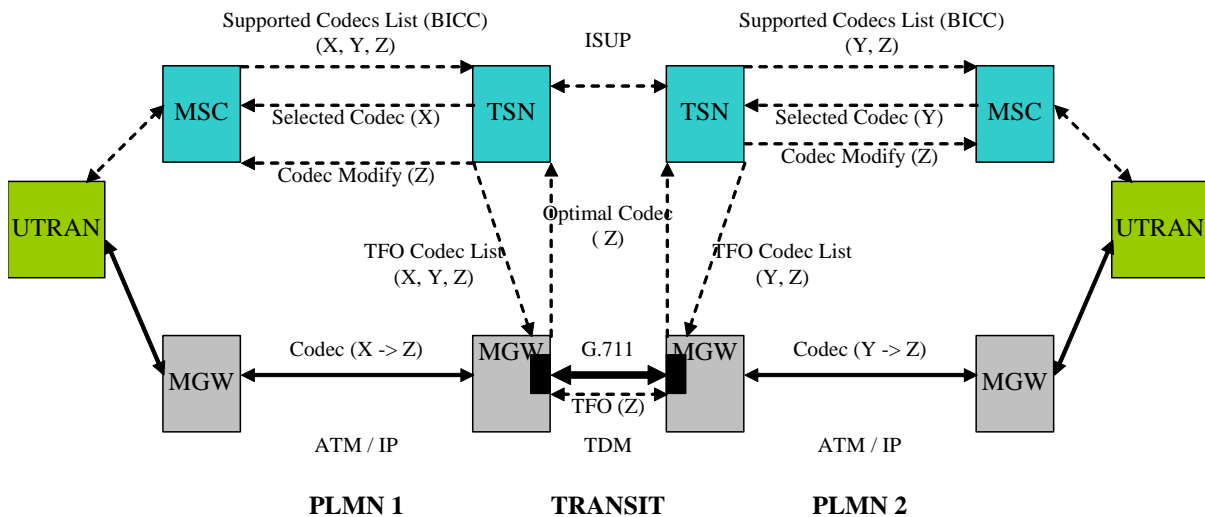 Supported Codecs List (BICC)
(X, Y, Z)
ISUP
Supported Codecs List (BICC)
(Y, Z)
MSC
Selected Codec (X)
TSN
TSN
Selected Codec (Y)
MSC
Codec Modify (Z)
Codec Modify (Z)
UTRAN
Optimal Codec
( Z)
UTRAN
TFO Codec List
(X, Y, Z)
TFO Codec List
(Y, Z)
MGW
Codec (X -> Z)
MGW
G.711
MGW
Codec (Y -> Z)
MGW
TFO (Z)
ATM / IP
TDM
ATM / IP
PLMN 1
TRANSIT
PLMN 2